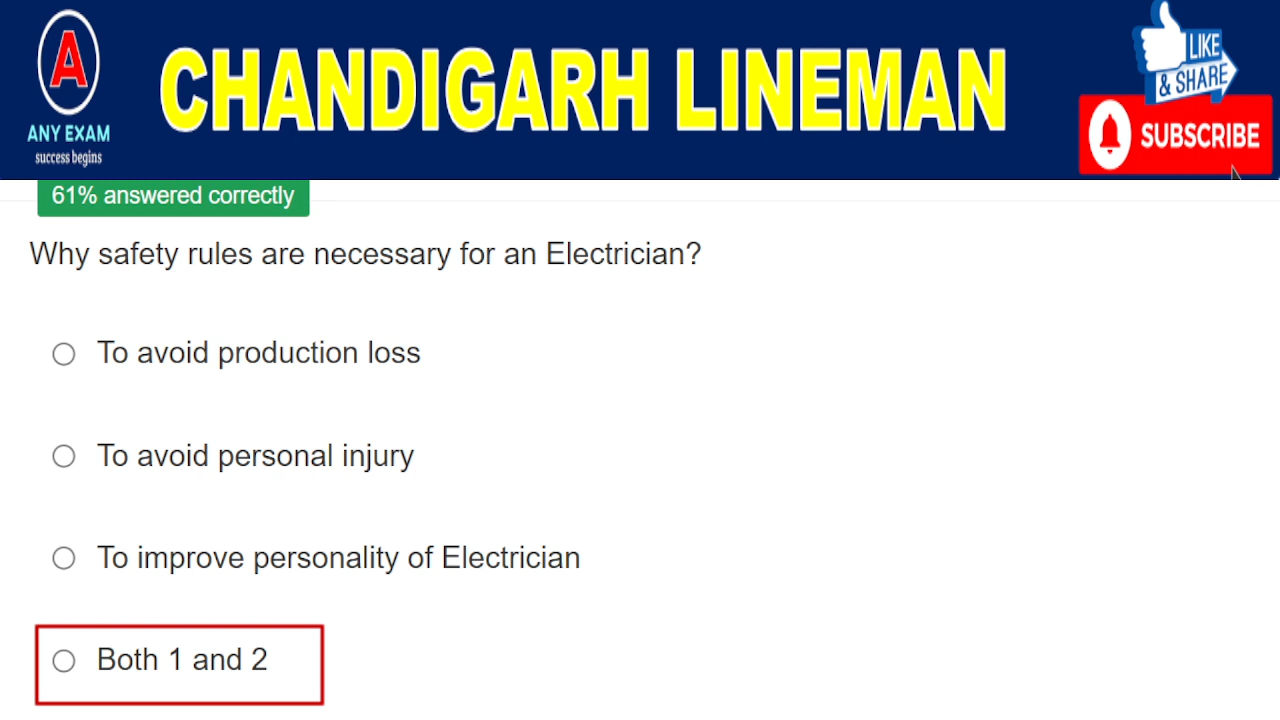 A
ANY EXAM
success begins
CHANDIGARH LINEMAN
LIKE
& SHARE
SUBSCRIBE
61% answered correctly
Why safety rules are necessary for an Electrician?
To avoid production loss
To avoid personal injury
To improve personality of Electrician
Both 1 and 2